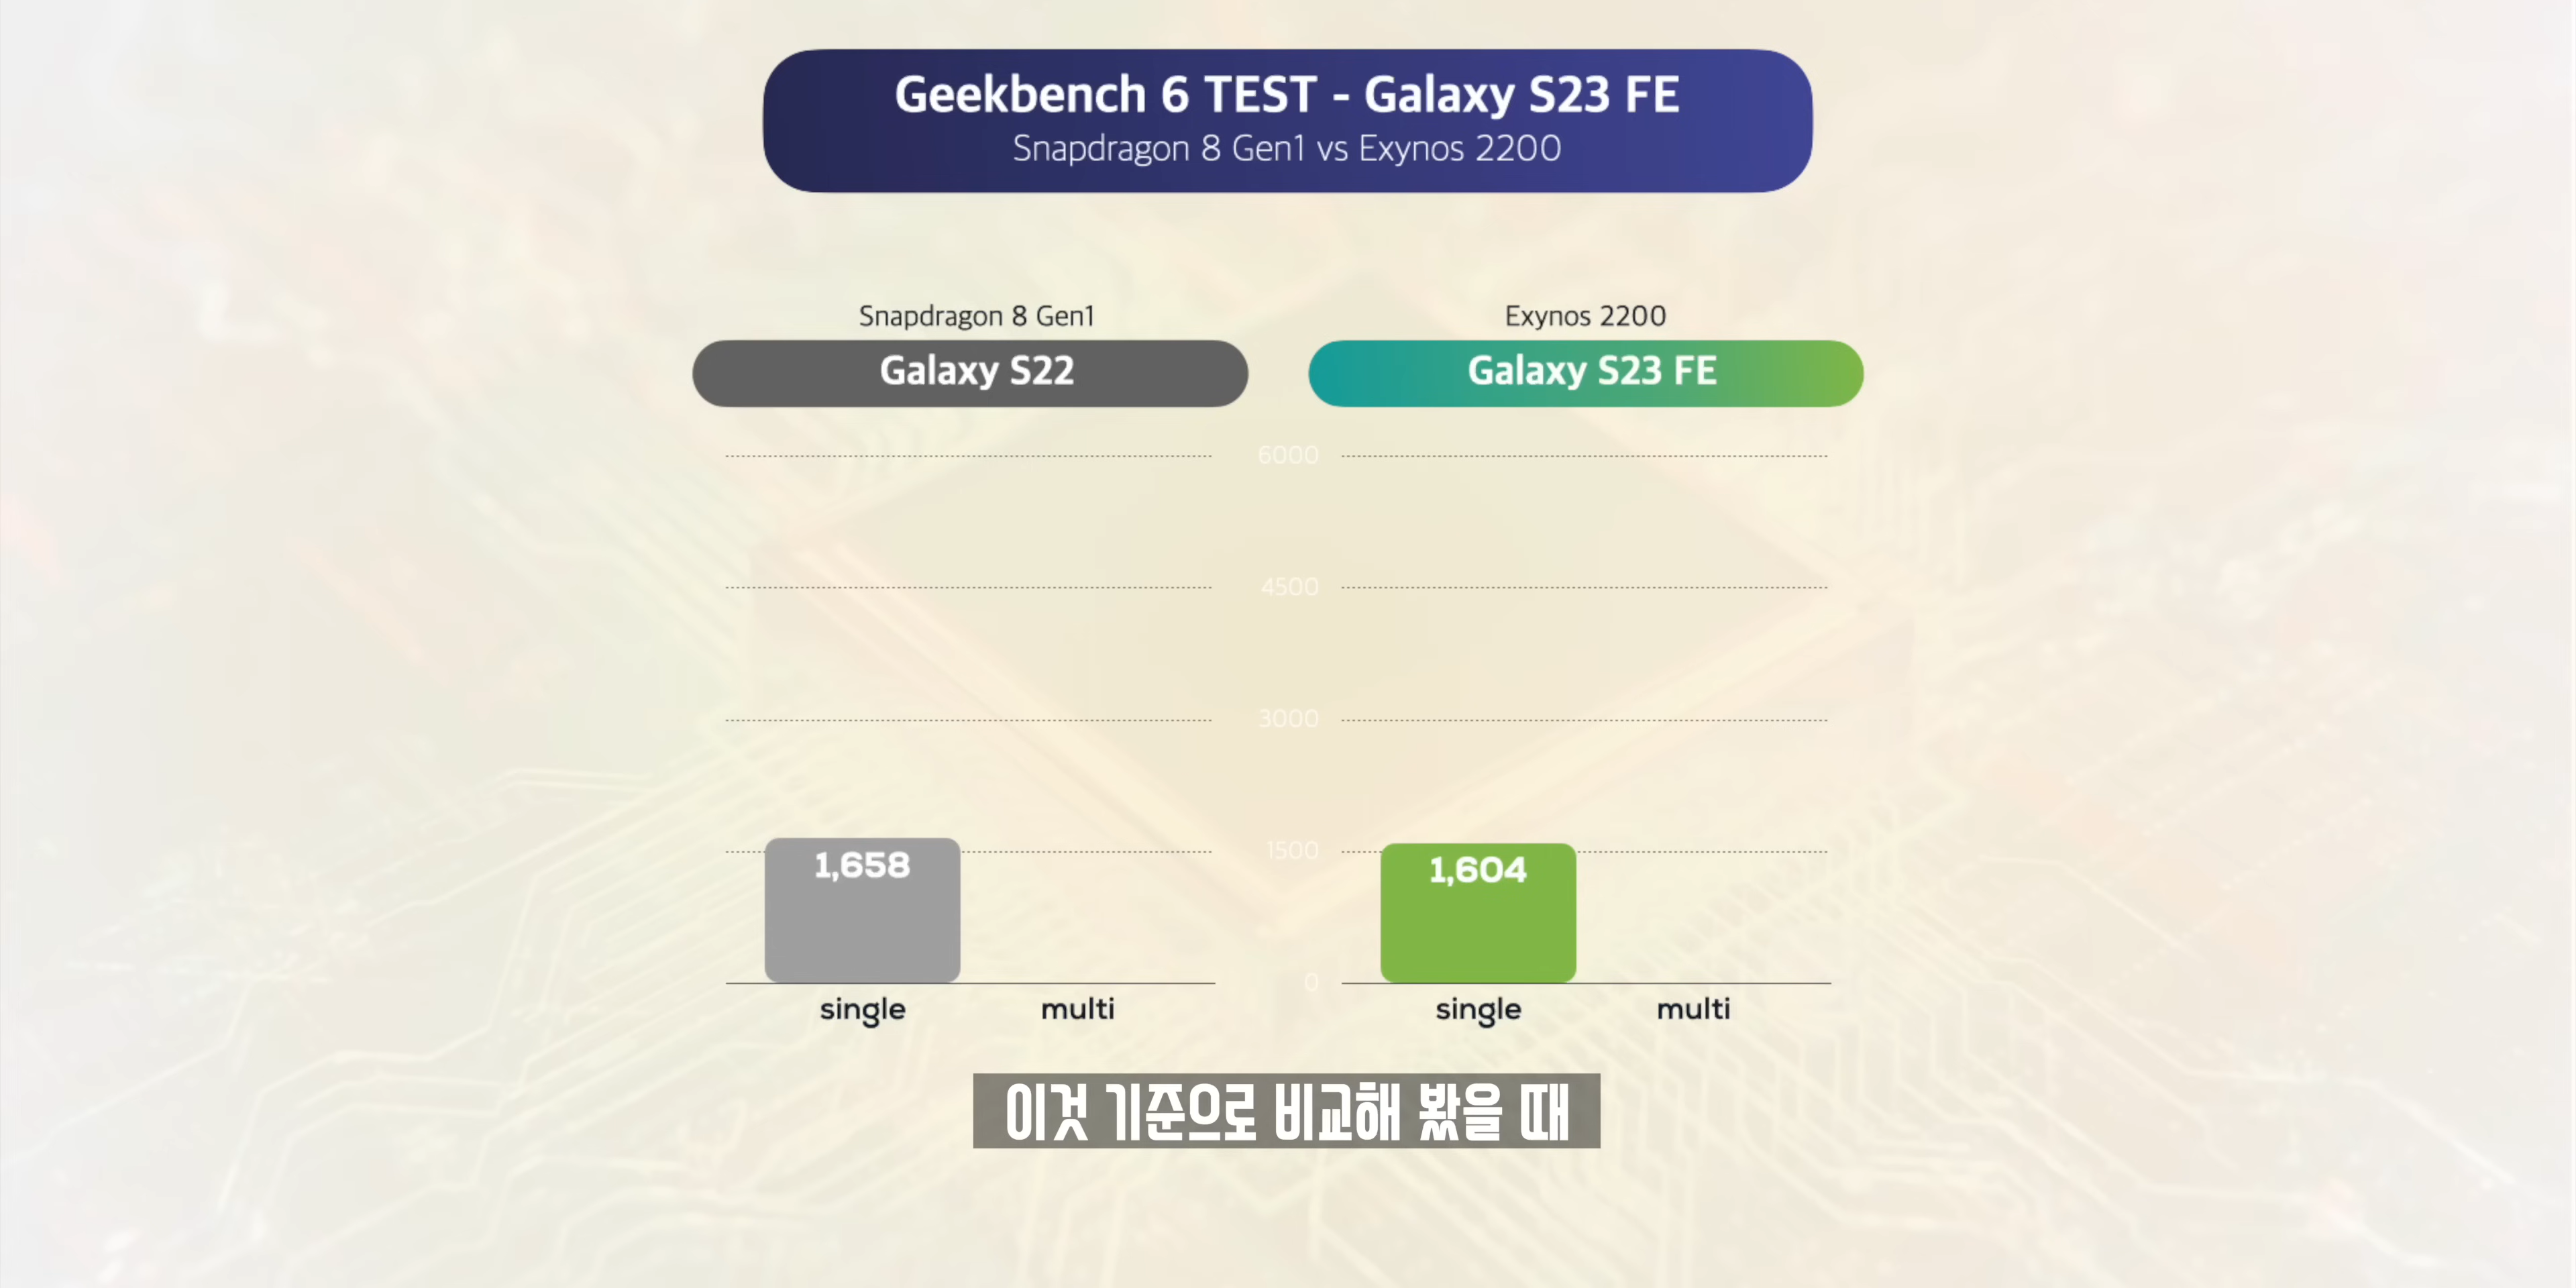 Geekbench 6 TEST - Galaxy S23 FE
Snapdragon 8 Gen1 vs Exynos 2200
Snapdragon 8 Gen1
Exynos 2200
Galaxy S22
Galaxy S23 FE
6000
4500
3000
1500
1,658
1,604
0
single
multi
single
multi
이것 기준으로 비교해 봤을 때